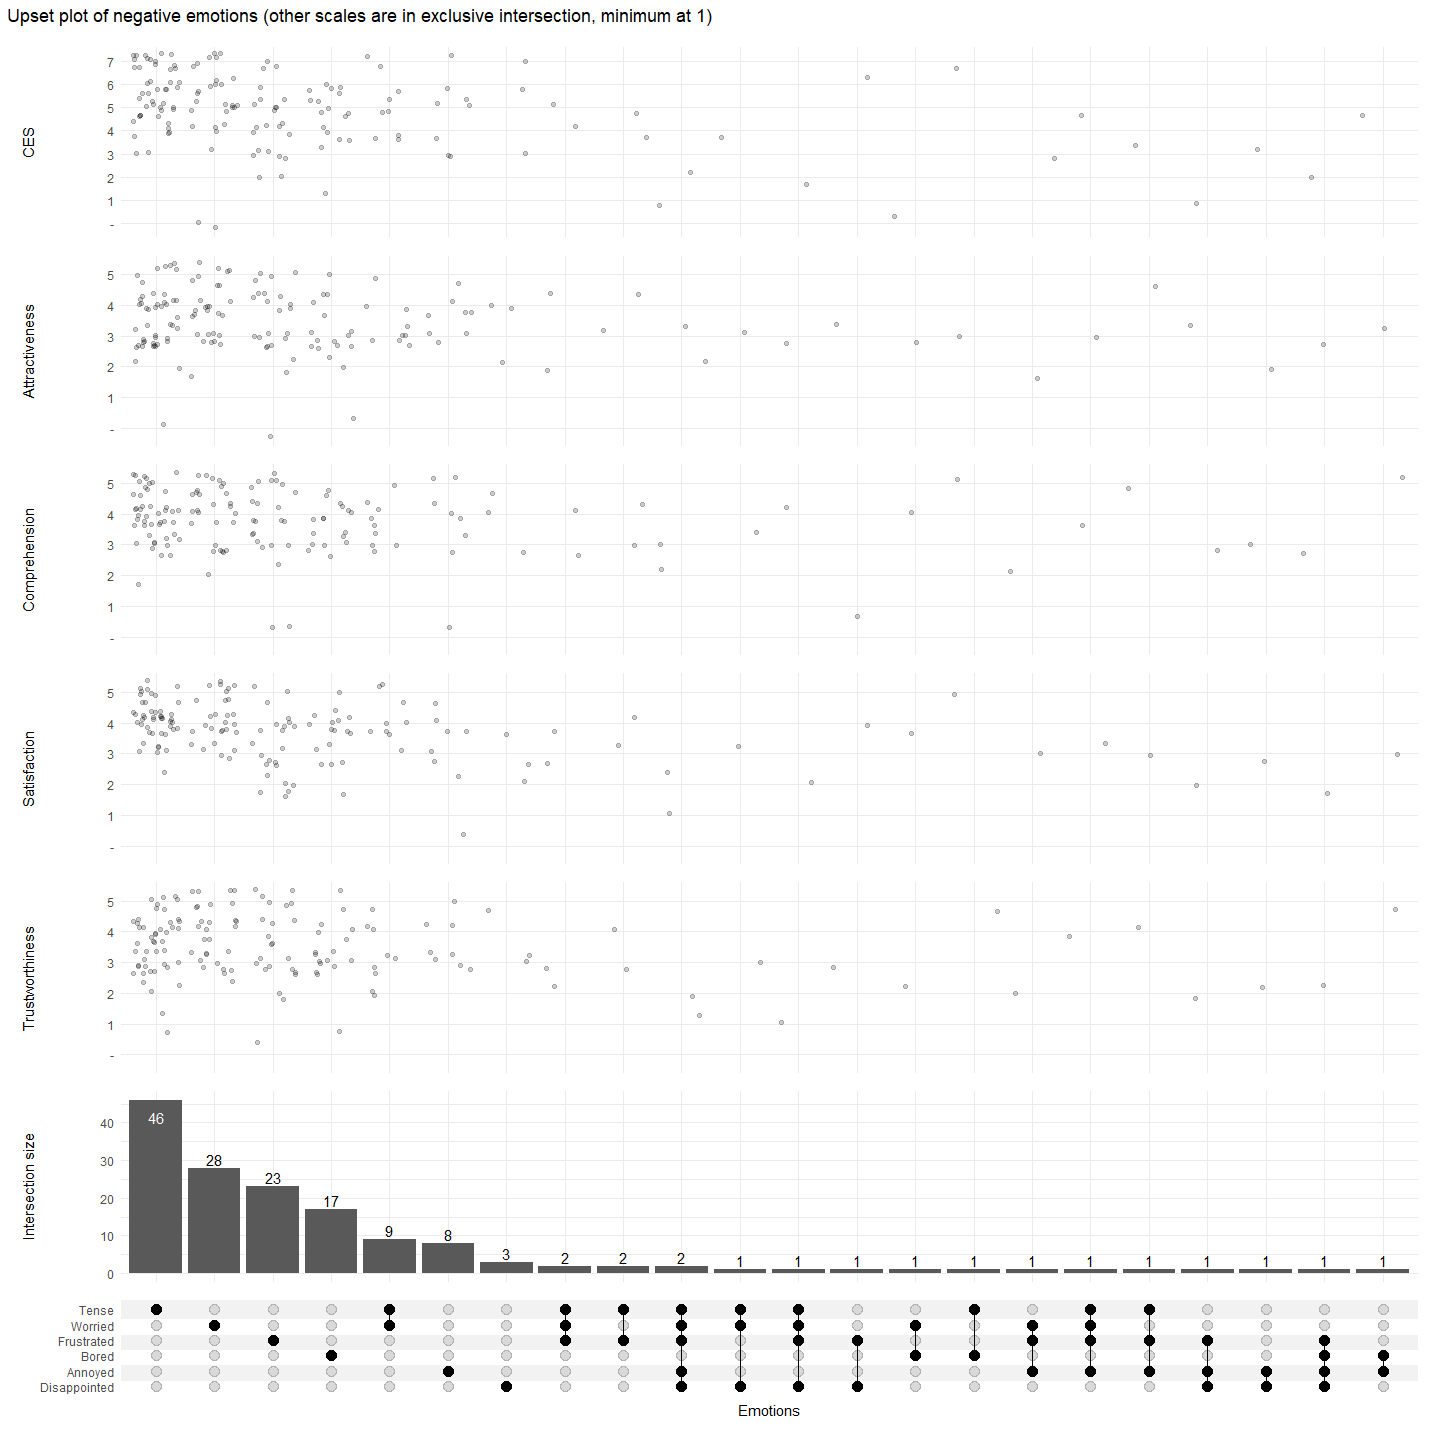 Upset plot of negative emotions (other scales are in exclusive intersection, minimum at 1)
CES
7
6
5
4
3
2
1
-
Attractiveness
5
4
3
2
1
-
Comprehension
5
4
3
2
1
-
Satisfaction
5
4
3
2
1
-
Trustworthiness
5
4
3
2
1
-
Intersection size
40
30
20
10
0
46 28 23 17 9 8 3 2 2 2 1 1 1 1 1 1 1 1 1 1 1 1
Tense
Worried
Frustrated
Bored
Annoyed
Disappointed
Emotions